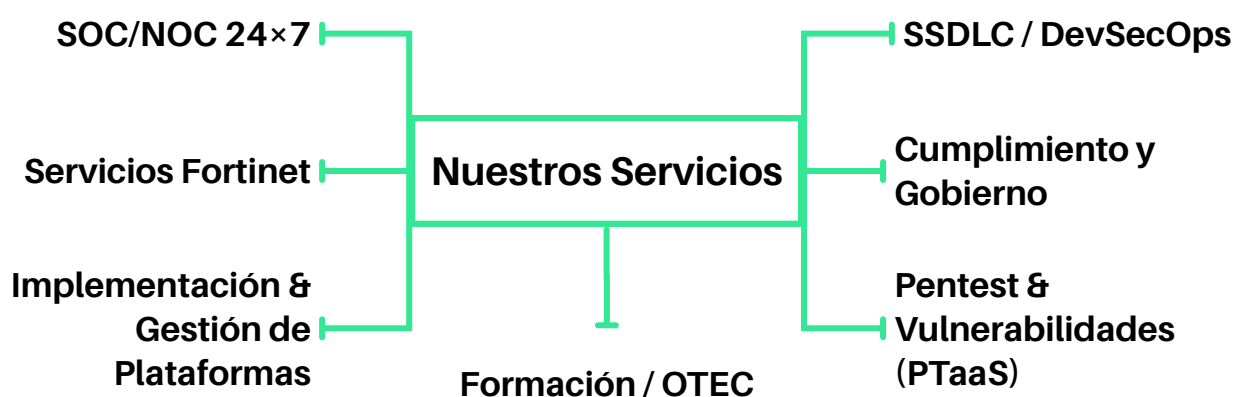 SOC/NOC 24×7
SSDLC / DevSecOps
Servicios Fortinet
Nuestros Servicios
Cumplimiento y
Gobierno
Implementación &
Gestión de
Plataformas
Pentest &
Vulnerabilidades
(PTaaS)
Formación / OTEC